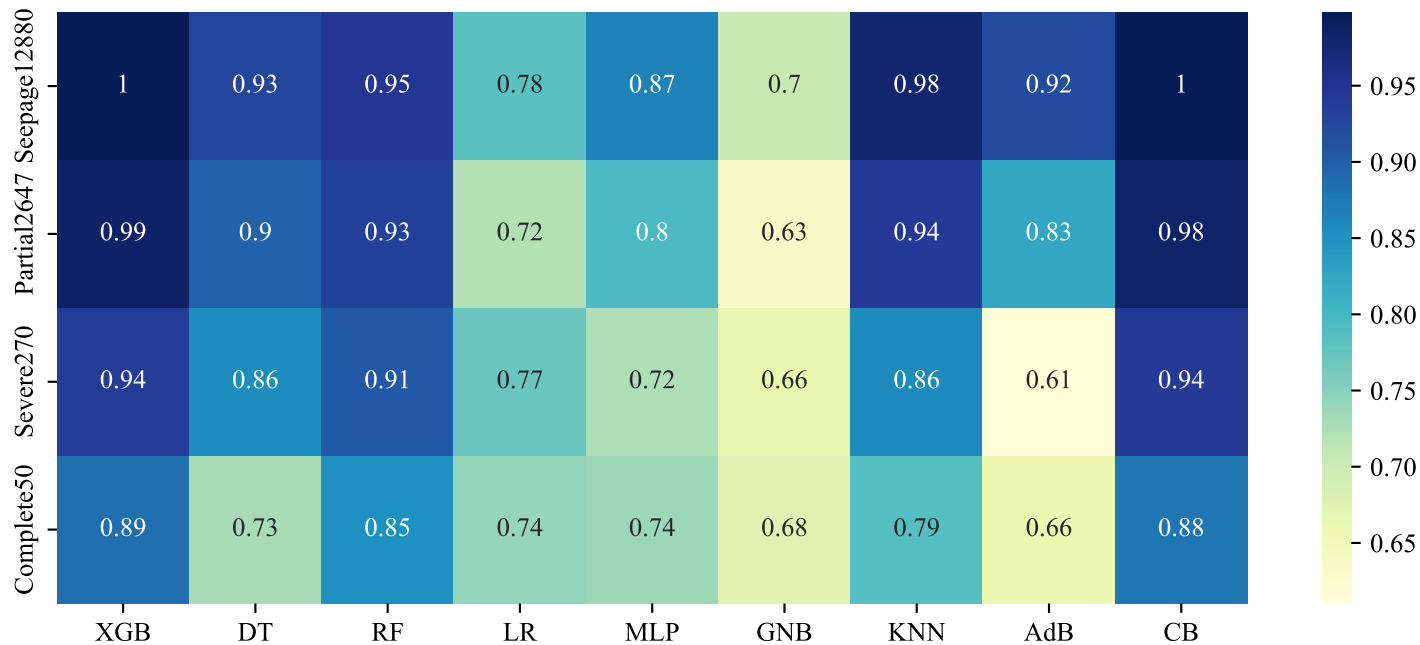 Seepage12880
1 0.93 0.95 0.78 0.87 0.7 0.98 0.92 1
Partial2647
0.99 0.9 0.93 0.72 0.8 0.63 0.94 0.83 0.98
Severe270
0.94 0.86 0.91 0.77 0.72 0.66 0.86 0.61 0.94
Complete50
0.89 0.73 0.85 0.74 0.74 0.68 0.79 0.66 0.88
XGB DT RF LR MLP GNB KNN AdB CB
0.95
0.90
0.85
0.80
0.75
0.70
0.65